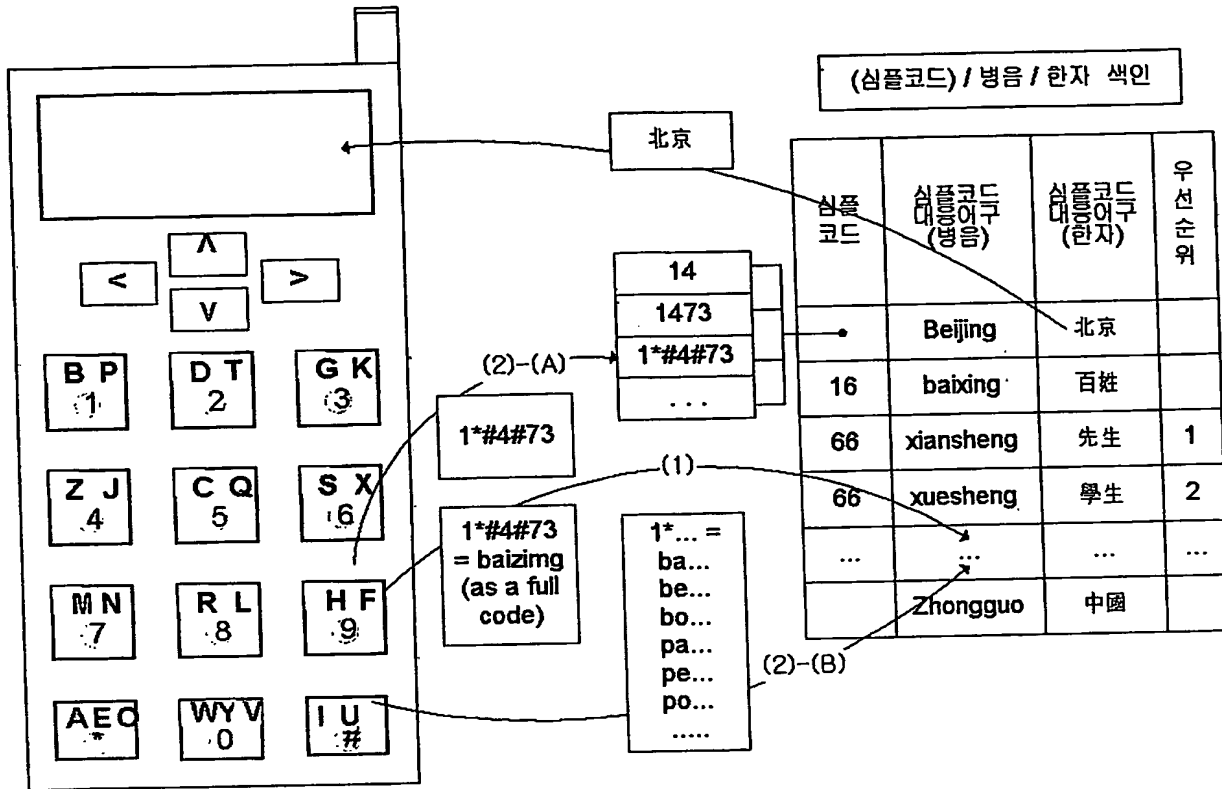 (심플코드) / 병음 / 한자 색인
北京
심플
코드
심플코드
대응어구
(병음)
심플코드
대응어구
(한자)
우
선
순
위
Beijing 北京
16 baixing 百姓
66 xiansheng 先生 1
66 xuesheng 學生 2
... ... ... ...
Zhongguo 中國
14
1473
1*#4#73
...
(2)-(A)
1*#4#73
(1)
1*#4#73
= baizimg
(as a full
code)
1*... =
ba...
be...
bo...
pa...
pe...
po...
.....
(2)-(B)
Λ
< >
V
B P
1
D T
2
G K
3
Z J
4
C Q
5
S X
6
M N
7
R L
8
H F
9
A E O
*
W Y V
0
I U
#